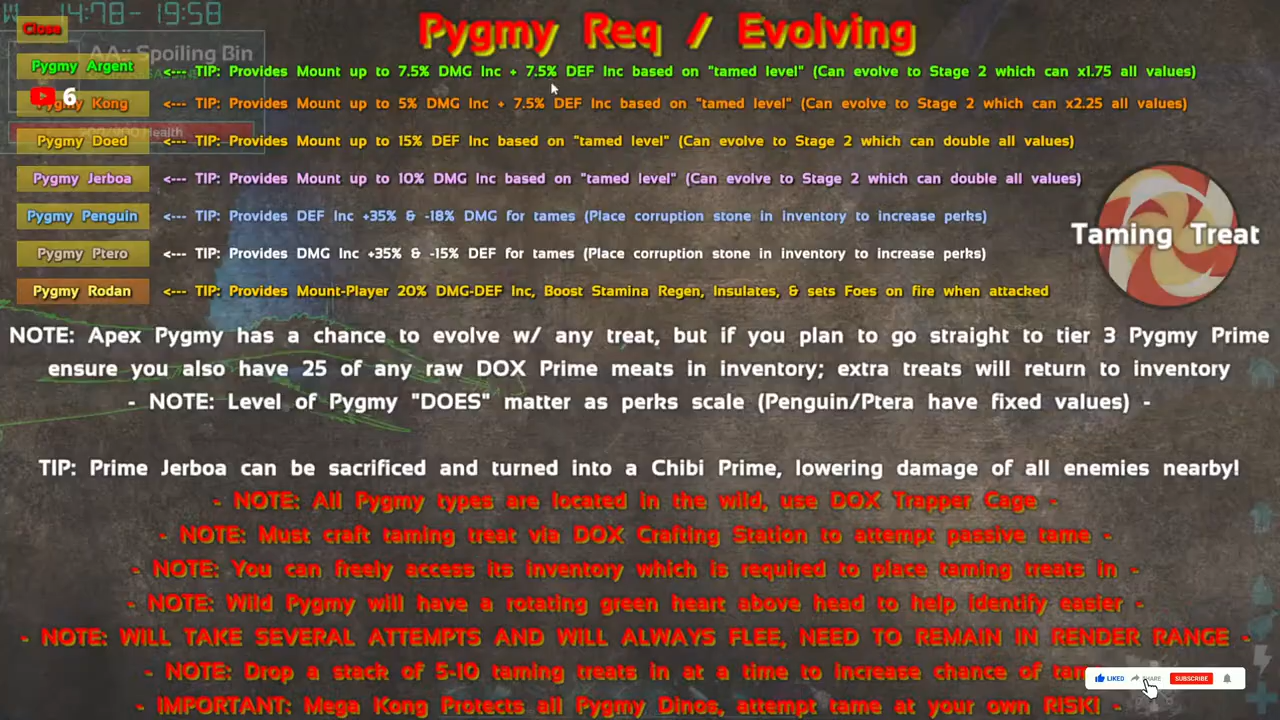 W 14:78- 19:58
Pygmy Req / Evolving
Close
AAx Spoiling Bin
Pygmy Argent <--- TIP: Provides Mount up to 7.5% DMG Inc + 7.5% DEF Inc based on "tamed level" (Can evolve to Stage 2 which can x1.75 all values)
6
Kong <--- TIP: Provides Mount up to 5% DMG Inc + 7.5% DEF Inc based on "tamed level" (Can evolve to Stage 2 which can x2.25 all values)
Health
Pygmy Doed <--- TIP: Provides Mount up to 15% DEF Inc based on "tamed level" (Can evolve to Stage 2 which can double all values)
Pygmy Jerboa <--- TIP: Provides Mount up to 10% DMG Inc based on "tamed level" (Can evolve to Stage 2 which can double all values)
Pygmy Penguin <--- TIP: Provides DEF Inc +35% & -18% DMG for tames (Place corruption stone in inventory to increase perks)
Taming Treat
Pygmy Ptero <--- TIP: Provides DMG Inc +35% & -15% DEF for tames (Place corruption stone in inventory to increase perks)
Pygmy Rodan <--- TIP: Provides Mount-Player 20% DMG-DEF Inc, Boost Stamina Regen, Insulates, & sets Foes on fire when attacked
NOTE: Apex Pygmy has a chance to evolve w/ any treat, but if you plan to go straight to tier 3 Pygmy Prime
ensure you also have 25 of any raw DOX Prime meats in inventory; extra treats will return to inventory
- NOTE: Level of Pygmy "DOES" matter as perks scale (Penguin/Ptera have fixed values) -
TIP: Prime Jerboa can be sacrificed and turned into a Chibi Prime, lowering damage of all enemies nearby!
- NOTE: All Pygmy types are located in the wild, use DOX Trapper Cage -
- NOTE: Must craft taming treat via DOX Crafting Station to attempt passive tame -
- NOTE: You can freely access its inventory which is required to place taming treats in -
- NOTE: Wild Pygmy will have a rotating green heart above head to help identify easier -
- NOTE: WILL TAKE SEVERAL ATTEMPTS AND WILL ALWAYS FLEE, NEED TO REMAIN IN RENDER RANGE -
- NOTE: Drop a stack of 5-10 taming treats in at a time to increase chance of
LIKED SHARE SUBSCRIBE
- IMPORTANT: Mega Kong Protects all Pygmy Dinos, attempt tame at your own RISK! -